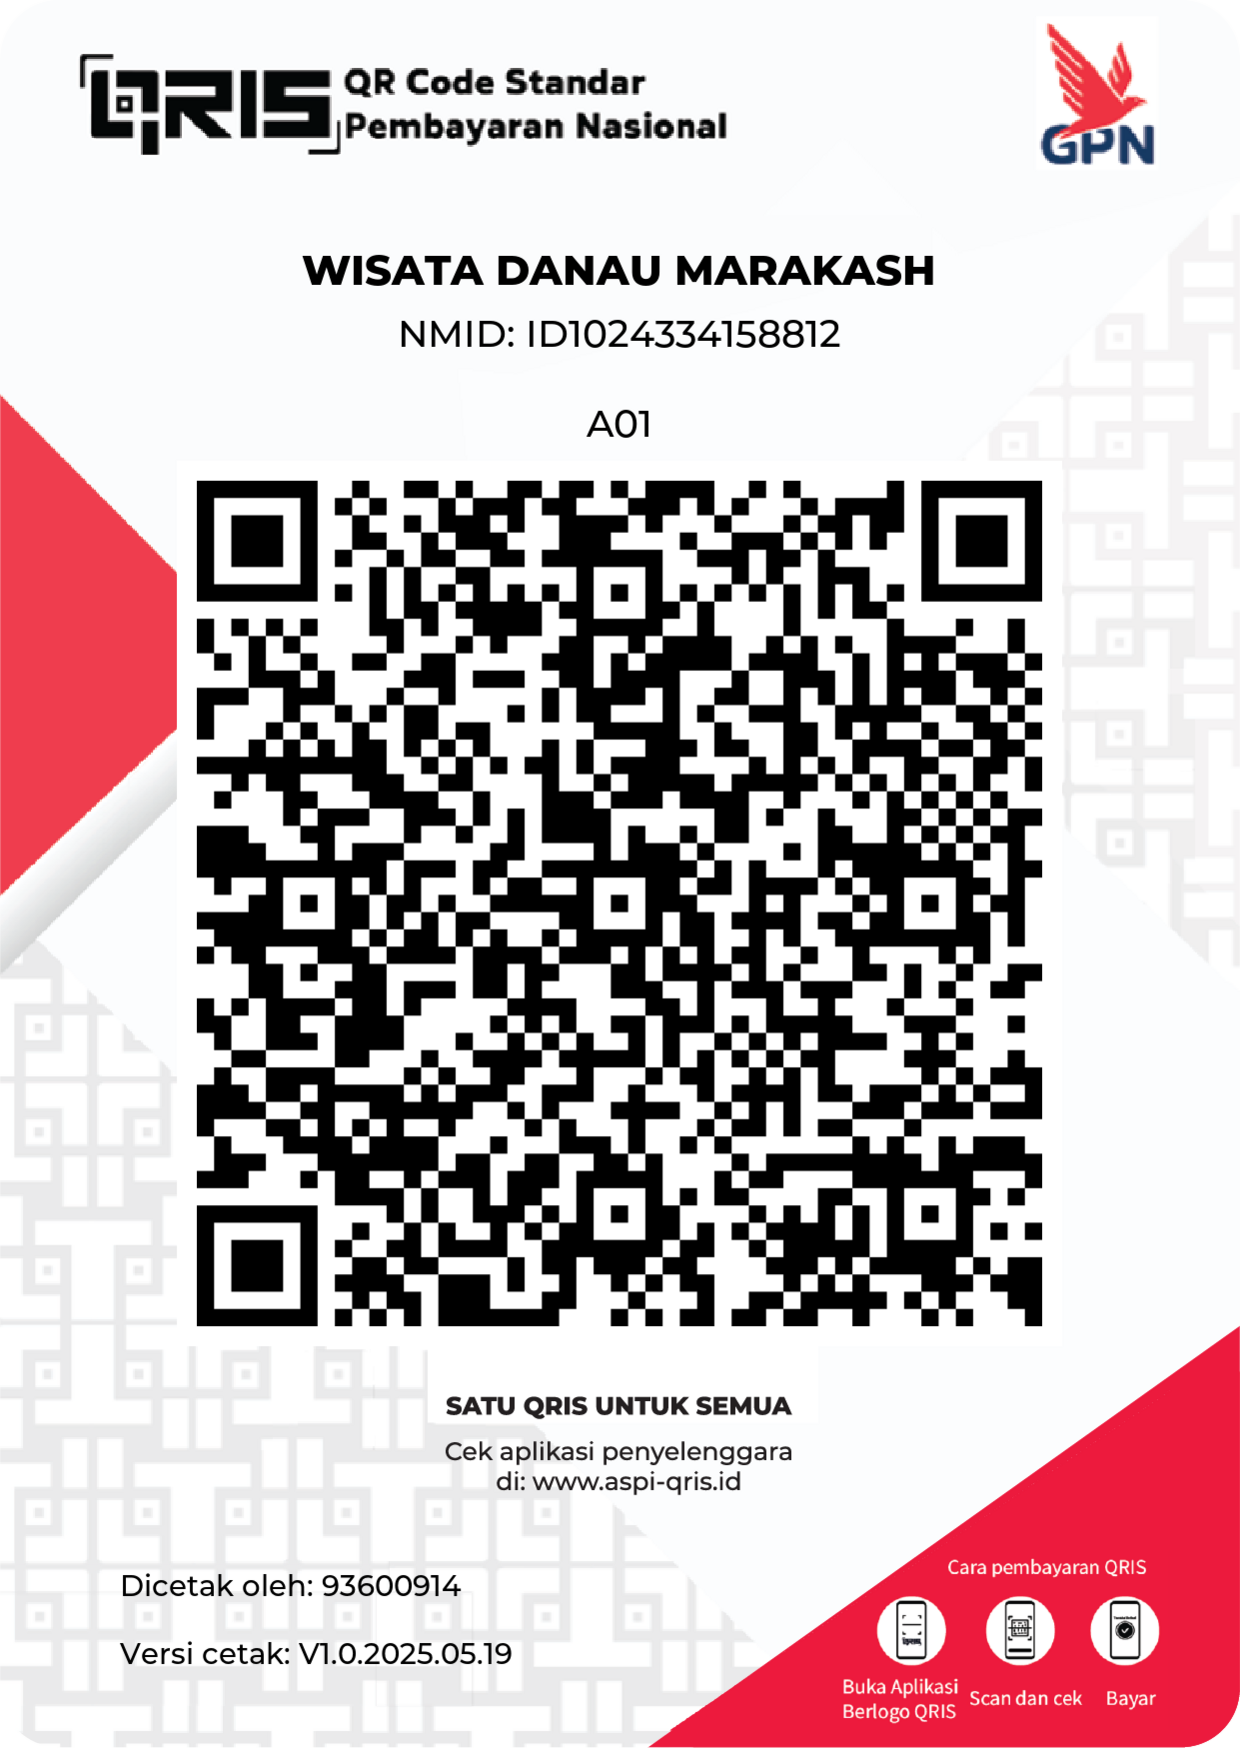 QRIS QR Code Standar
Pembayaran Nasional
GPN
WISATA DANAU MARAKASH
NMID: ID1024334158812
A01
SATU QRIS UNTUK SEMUA
Cek aplikasi penyelenggara
di: www.aspi-qris.id
Dicetak oleh: 93600914
Versi cetak: V1.0.2025.05.19
Cara pembayaran QRIS
Buka Aplikasi
Berlogo QRIS
Scan dan cek
Bayar